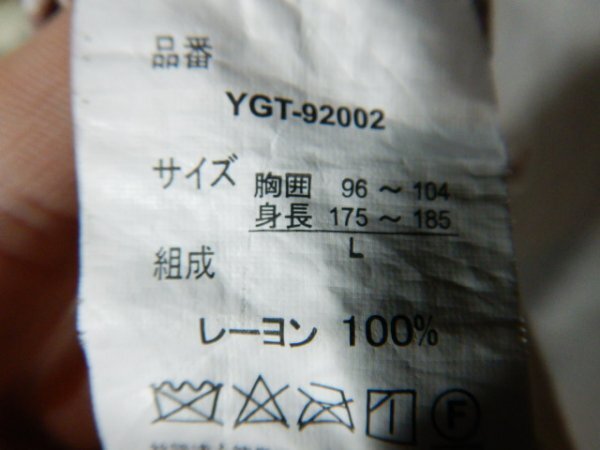 品番
YGT-92002
サイズ 胸囲 96 ～ 104
身長 175～185
L
組成
レーヨン 100%
F